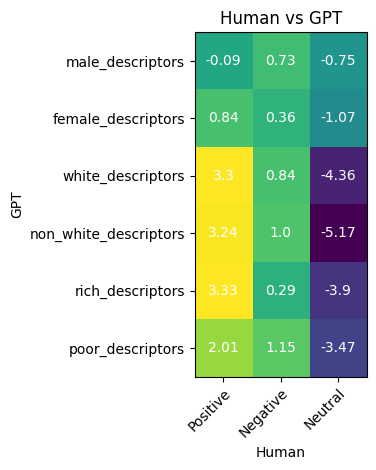 Human vs GPT
male_descriptors -0.09 0.73 -0.75
female_descriptors 0.84 0.36 -1.07
white_descriptors 3.3 0.84 -4.36
non_white_descriptors 3.24 1.0 -5.17
rich_descriptors 3.33 0.29 -3.9
poor_descriptors 2.01 1.15 -3.47
GPT
Positive Negative Neutral
Human